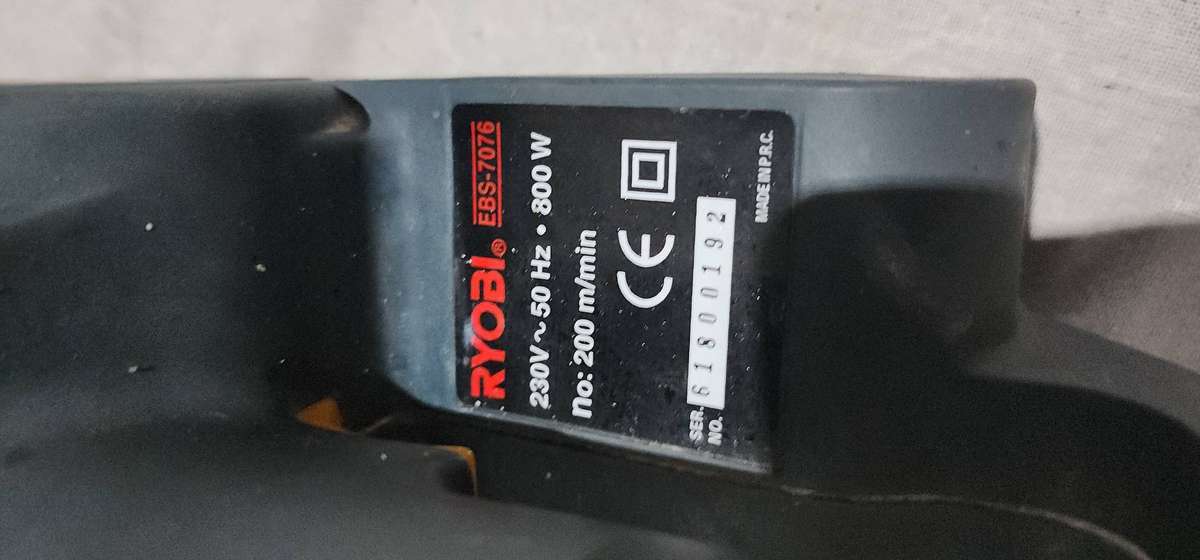 RYOBI® EBS-7076
230V~50 Hz • 800 W
no: 200 m/min
CE
SER. NO. 61800192
MADE IN P.R.C.